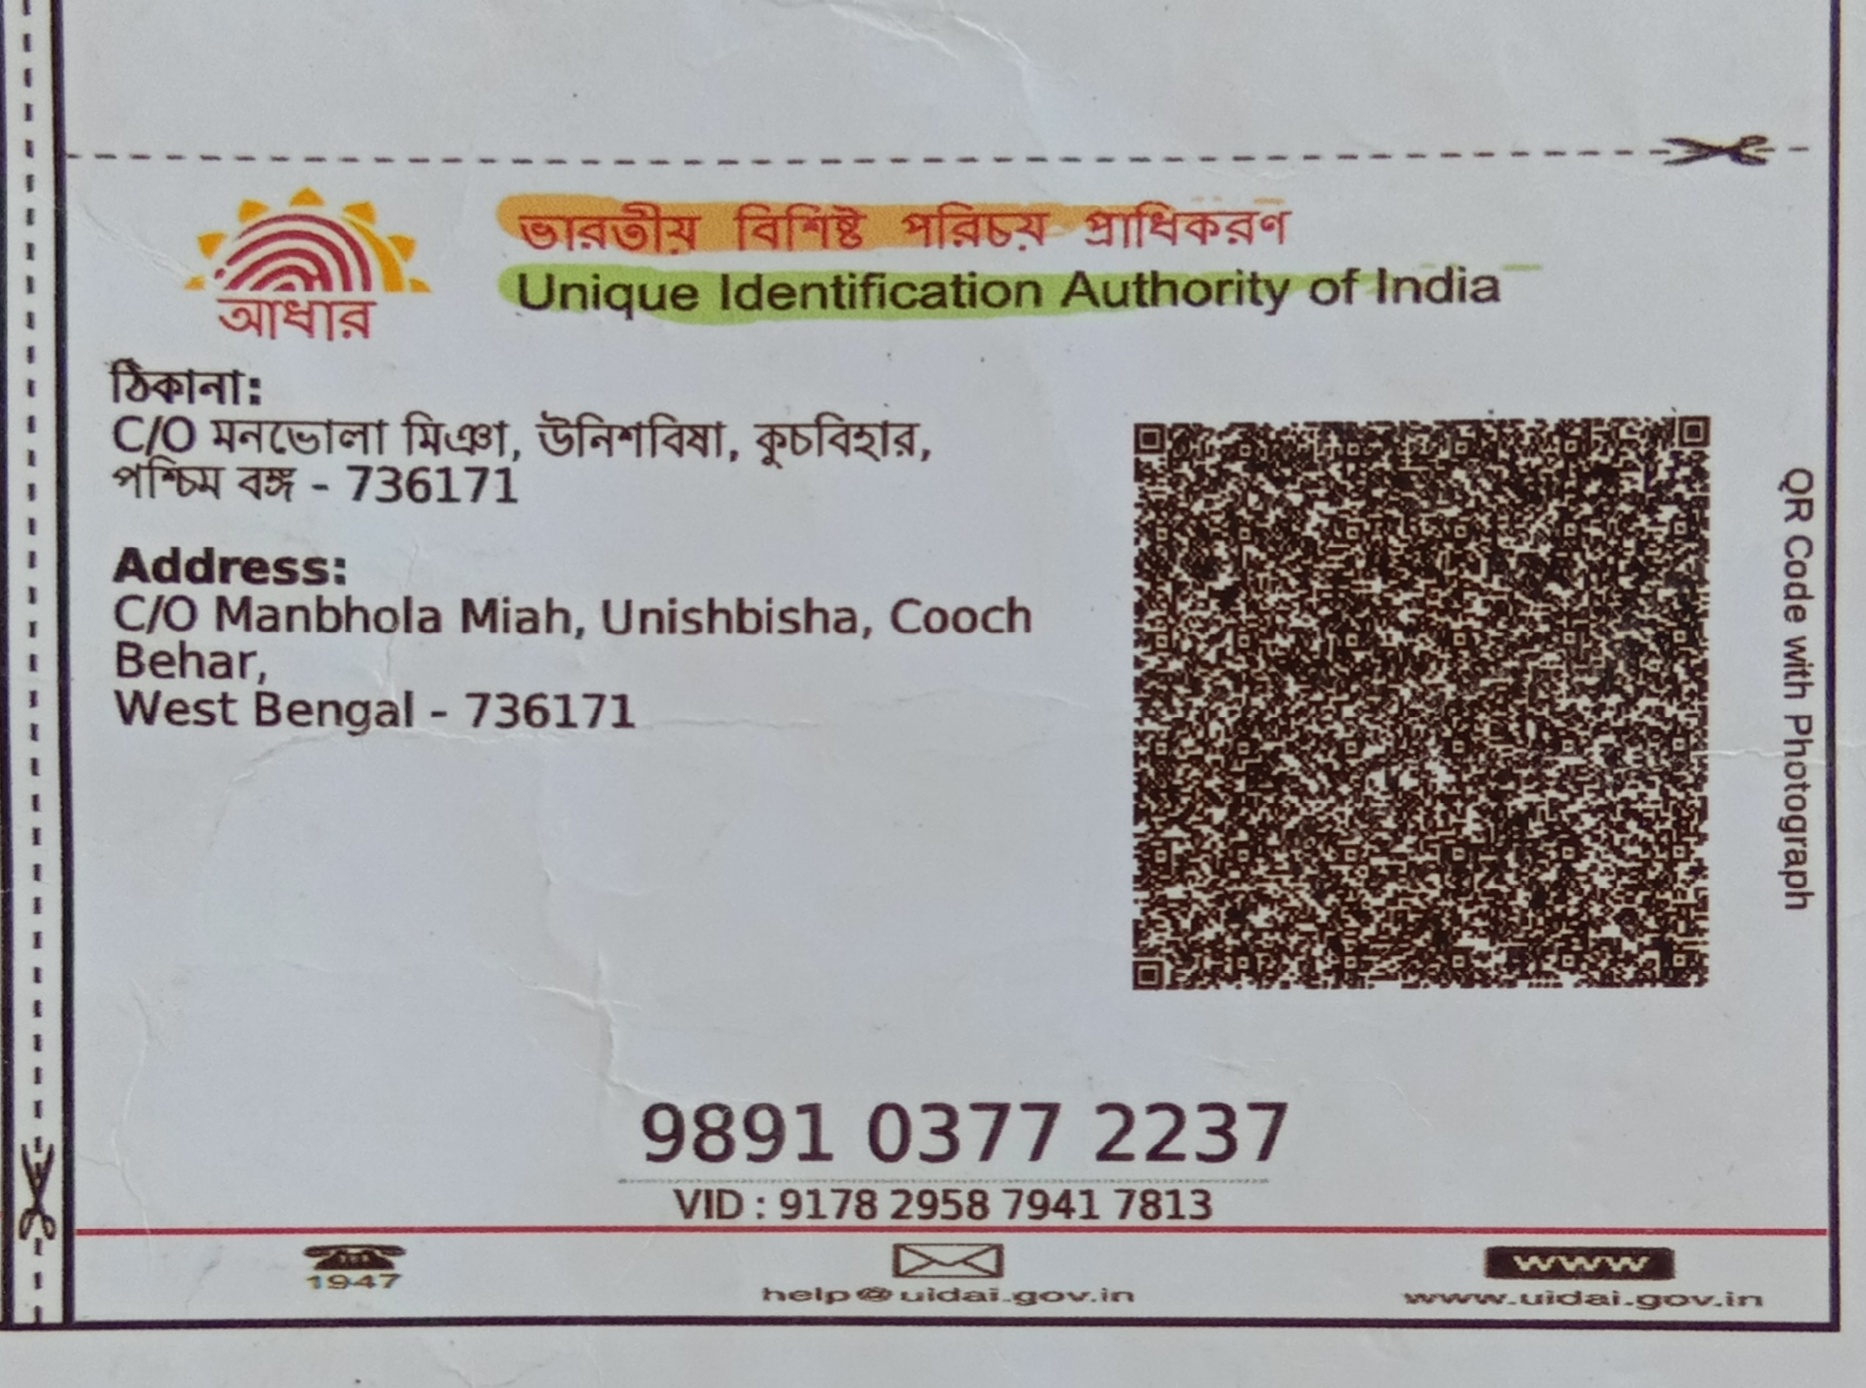 আধার
ভারতীয় বিশিষ্ট পরিচয় প্রাধিকরণ
Unique Identification Authority of India
ঠিকানা:
C/O মনভোলা মিঞা, উনিশবিষা, কুচবিহার,
পশ্চিম বঙ্গ - 736171
Address:
C/O Manbhola Miah, Unishbisha, Cooch
Behar,
West Bengal - 736171
QR Code with Photograph
9891 0377 2237
VID : 9178 2958 7941 7813
1947
help@uidai.gov.in
www
www.uidai.gov.in